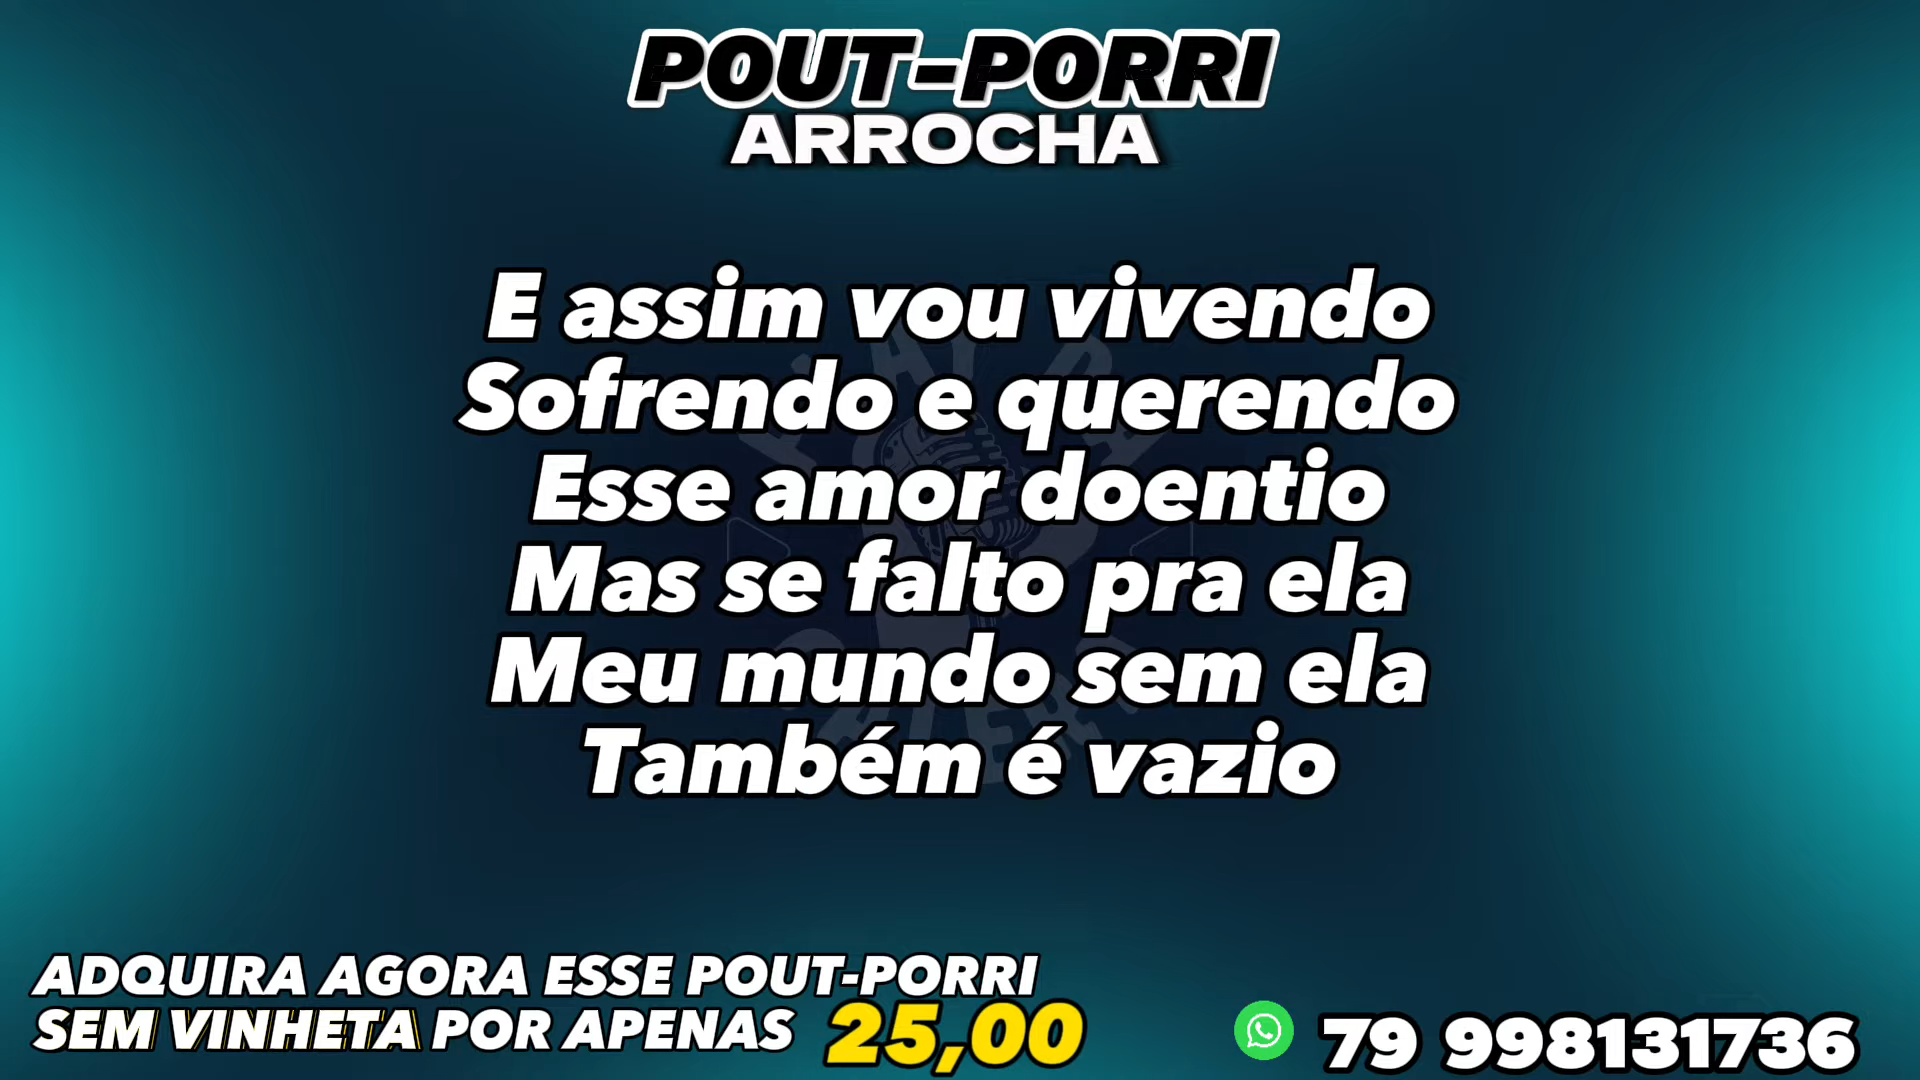 POUT-PORRI
ARROCHA
E assim vou vivendo
Sofrendo e querendo
Esse amor doentio
Mas se falto pra ela
Meu mundo sem ela
Também é vazio
ADQUIRA AGORA ESSE POUT-PORRI
SEM VINHETA POR APENAS 25,00
79 998131736